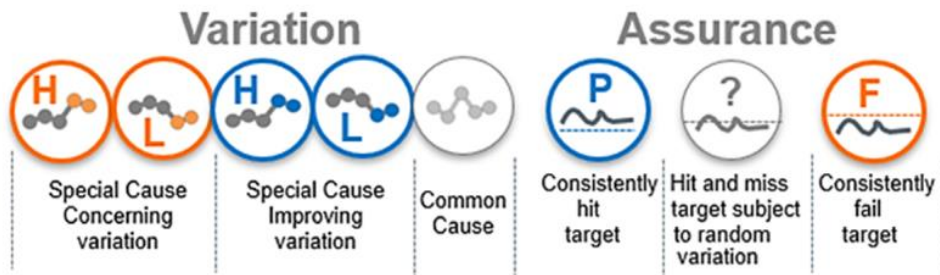 Variation
Assurance
H
L
H
L
P
?
F
Special Cause
Concerning
variation
Special Cause
Improving
variation
Common
Cause
Consistently
hit
target
Hit and miss
target subject
to random
variation
Consistently
fail
target